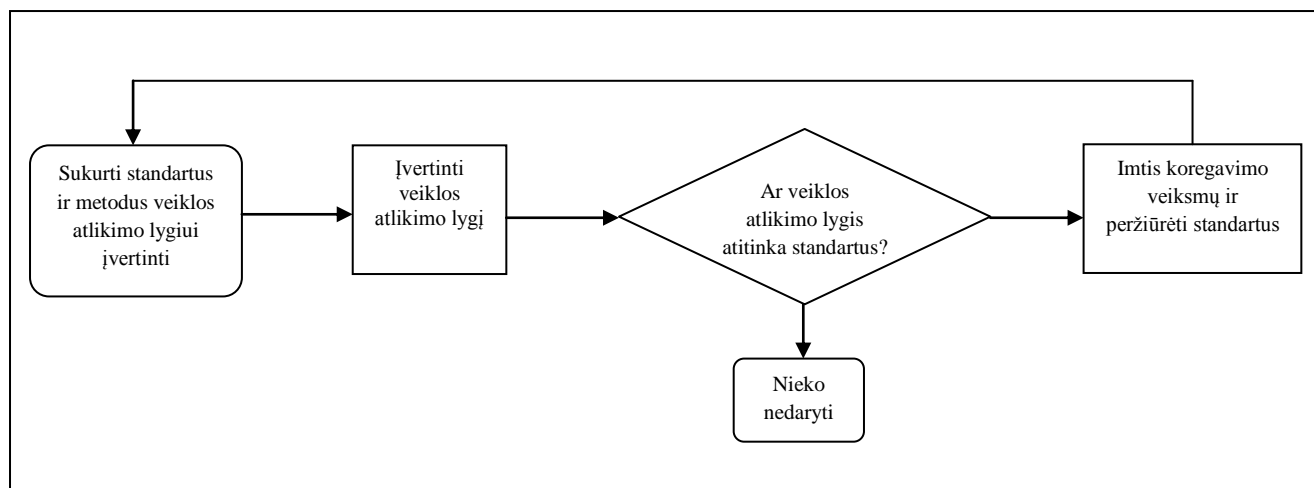 Sukurti standartus
ir metodus veiklos
atlikimo lygiui
įvertinti
Įvertinti
veiklos
atlikimo lygį
Ar veiklos
atlikimo lygis
atitinka standartus?
Imtis koregavimo
veiksmų ir
peržiūrėti standartus
Nieko
nedaryti